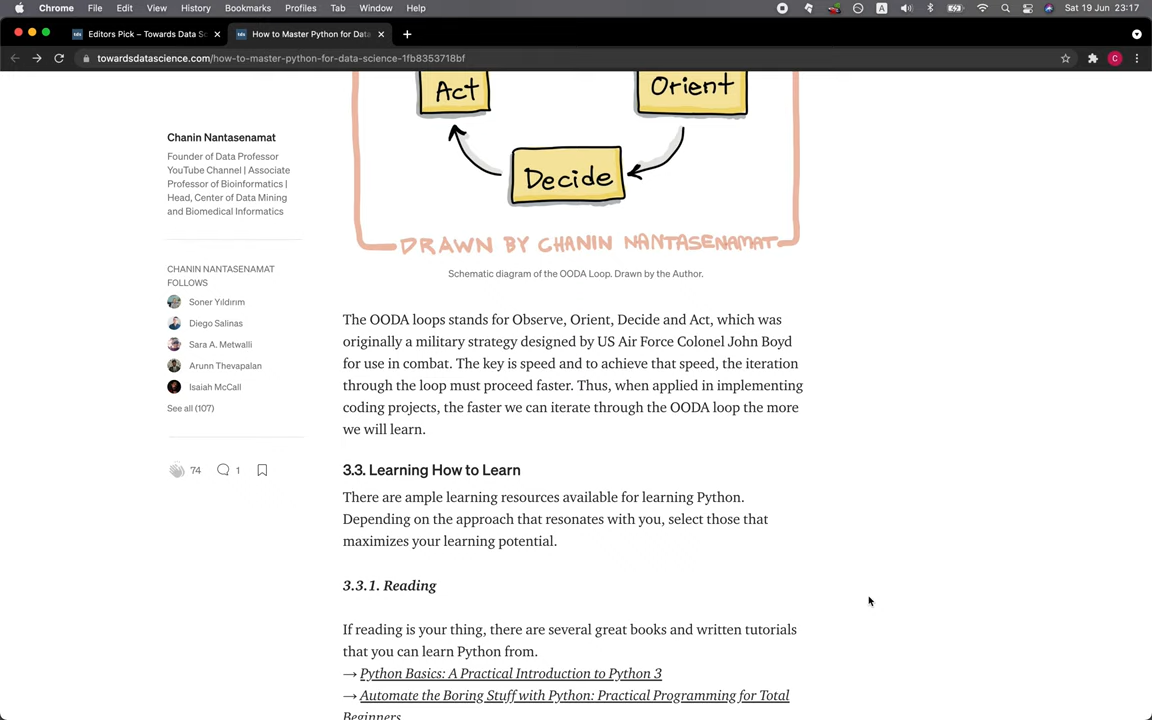 Chrome File Edit View History Bookmarks Profiles Tab Window Help
A
Sat 19 Jun 23:17
tds Editors Pick – Towards Data Sc
tds How to Master Python for Data
towardsdatascience.com/how-to-master-python-for-data-science-1fb8353718bf
C
Act
Orient
Decide
DRAWN BY CHANIN NANTASENAMAT
Schematic diagram of the OODA Loop. Drawn by the Author.
Chanin Nantasenamat
Founder of Data Professor
YouTube Channel | Associate
Professor of Bioinformatics |
Head, Center of Data Mining
and Biomedical Informatics
CHANIN NANTASENAMAT
FOLLOWS
Soner Yıldırım
Diego Salinas
Sara A. Metwalli
Arunn Thevapalan
Isaiah McCall
See all (107)
74 1
The OODA loops stands for Observe, Orient, Decide and Act, which was
originally a military strategy designed by US Air Force Colonel John Boyd
for use in combat. The key is speed and to achieve that speed, the iteration
through the loop must proceed faster. Thus, when applied in implementing
coding projects, the faster we can iterate through the OODA loop the more
we will learn.
3.3. Learning How to Learn
There are ample learning resources available for learning Python.
Depending on the approach that resonates with you, select those that
maximizes your learning potential.
3.3.1. Reading
If reading is your thing, there are several great books and written tutorials
that you can learn Python from.
→ Python Basics: A Practical Introduction to Python 3
→ Automate the Boring Stuff with Python: Practical Programming for Total
Beginners